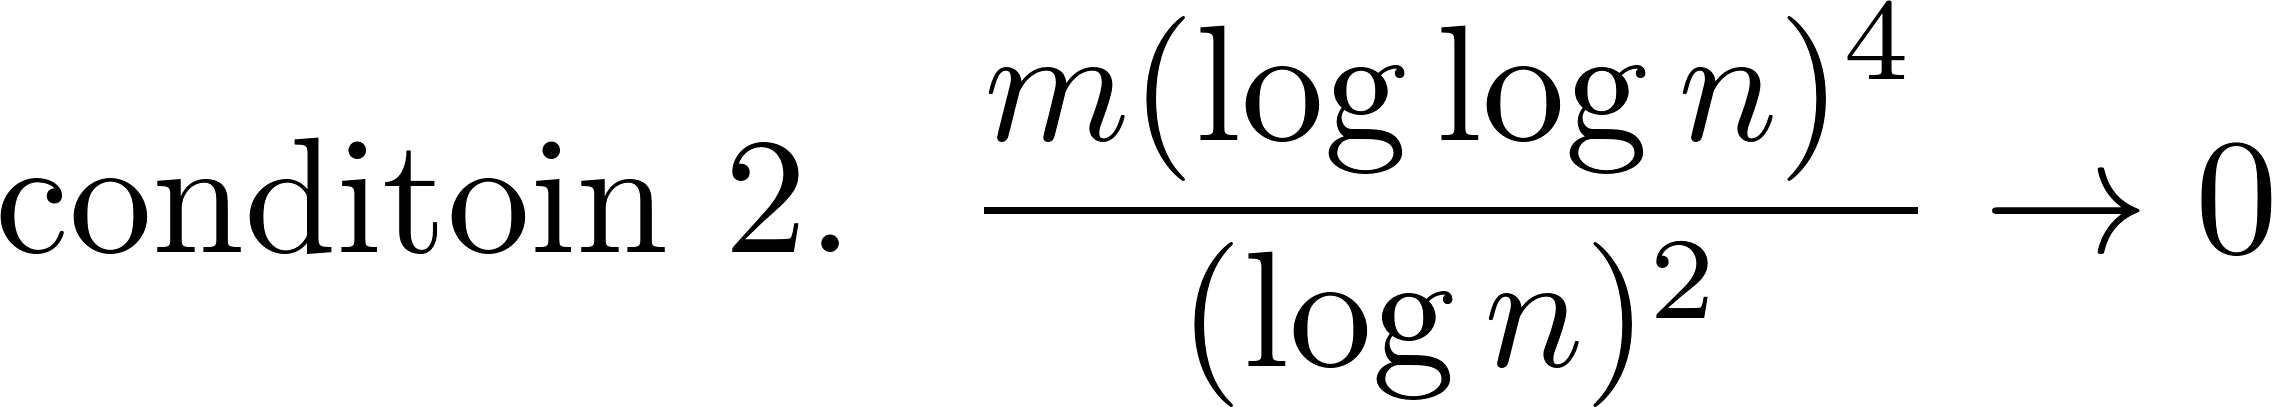 conditoin 2. $\frac{m(\log \log n)^4}{(\log n)^2} \to 0$